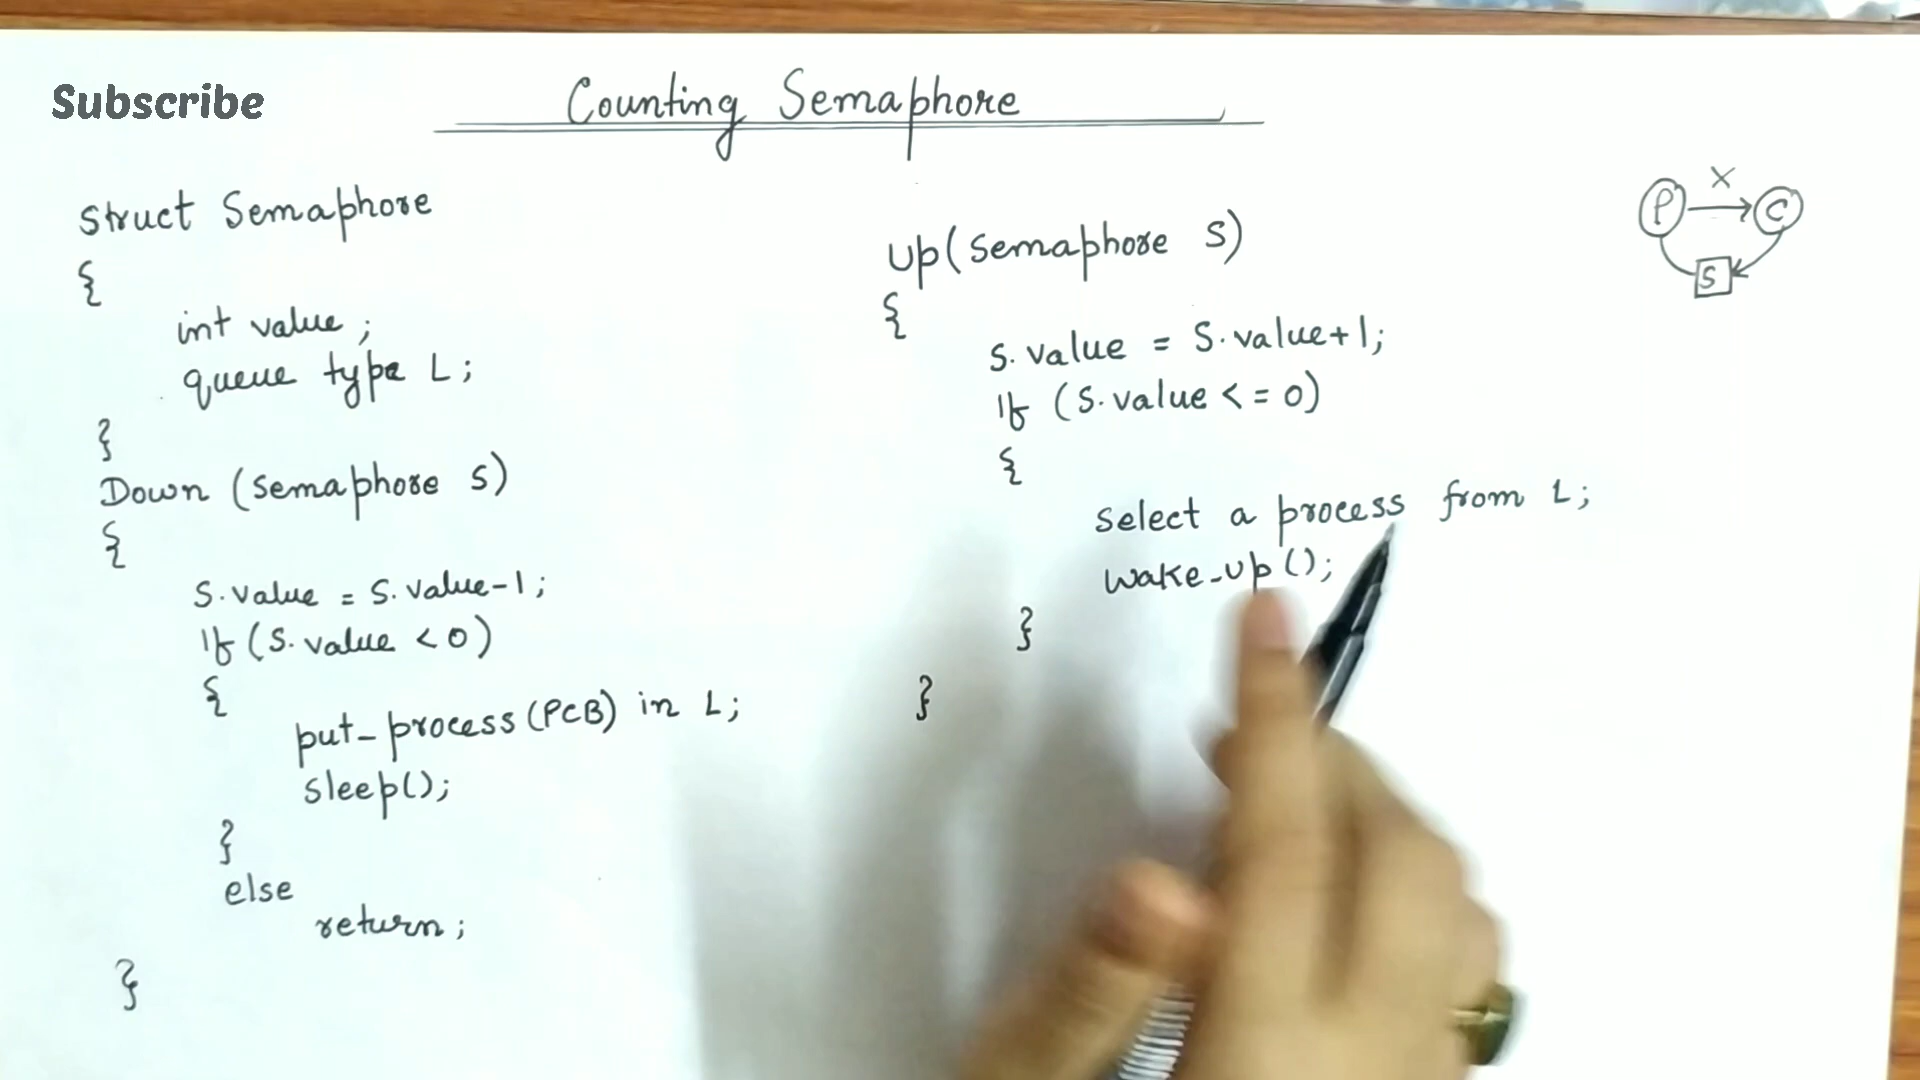 Subscribe
Counting Semaphore
struct Semaphore
{
int value;
queue type L;
}
Down (semaphore S)
{
S.value = S.value-1;
If (S.value < 0)
{
put-process (PCB) in L;
sleep();
}
else
return;
}
Up(semaphore S)
{
S.value = S.value+1;
If (S.value <= 0)
{
select a process from L;
wake-up();
}
}
X
P
C
S